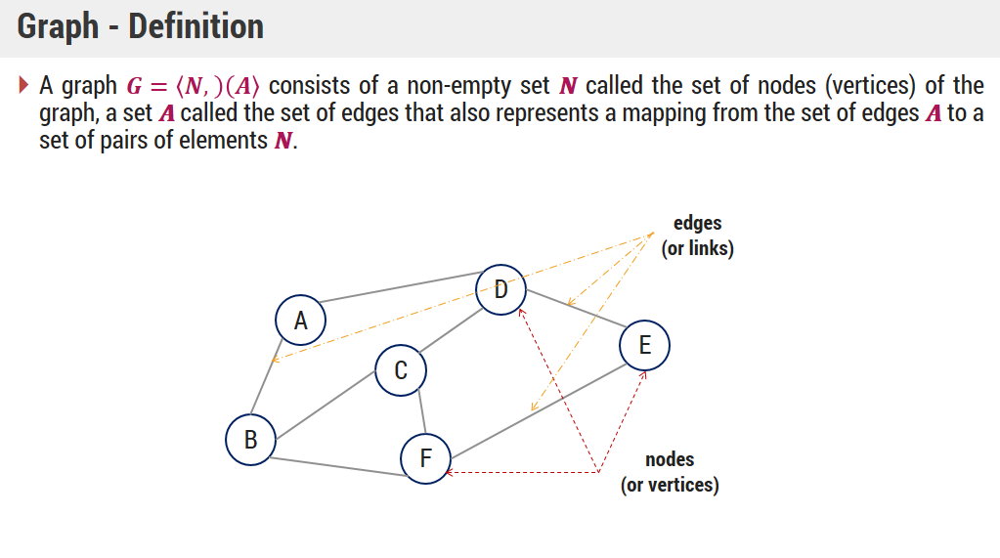 Graph - Definition
A graph G = ⟨N, )(A⟩ consists of a non-empty set N called the set of nodes (vertices) of the
graph, a set A called the set of edges that also represents a mapping from the set of edges A to a
set of pairs of elements N.
edges
(or links)
D
A
E
C
B
F
nodes
(or vertices)